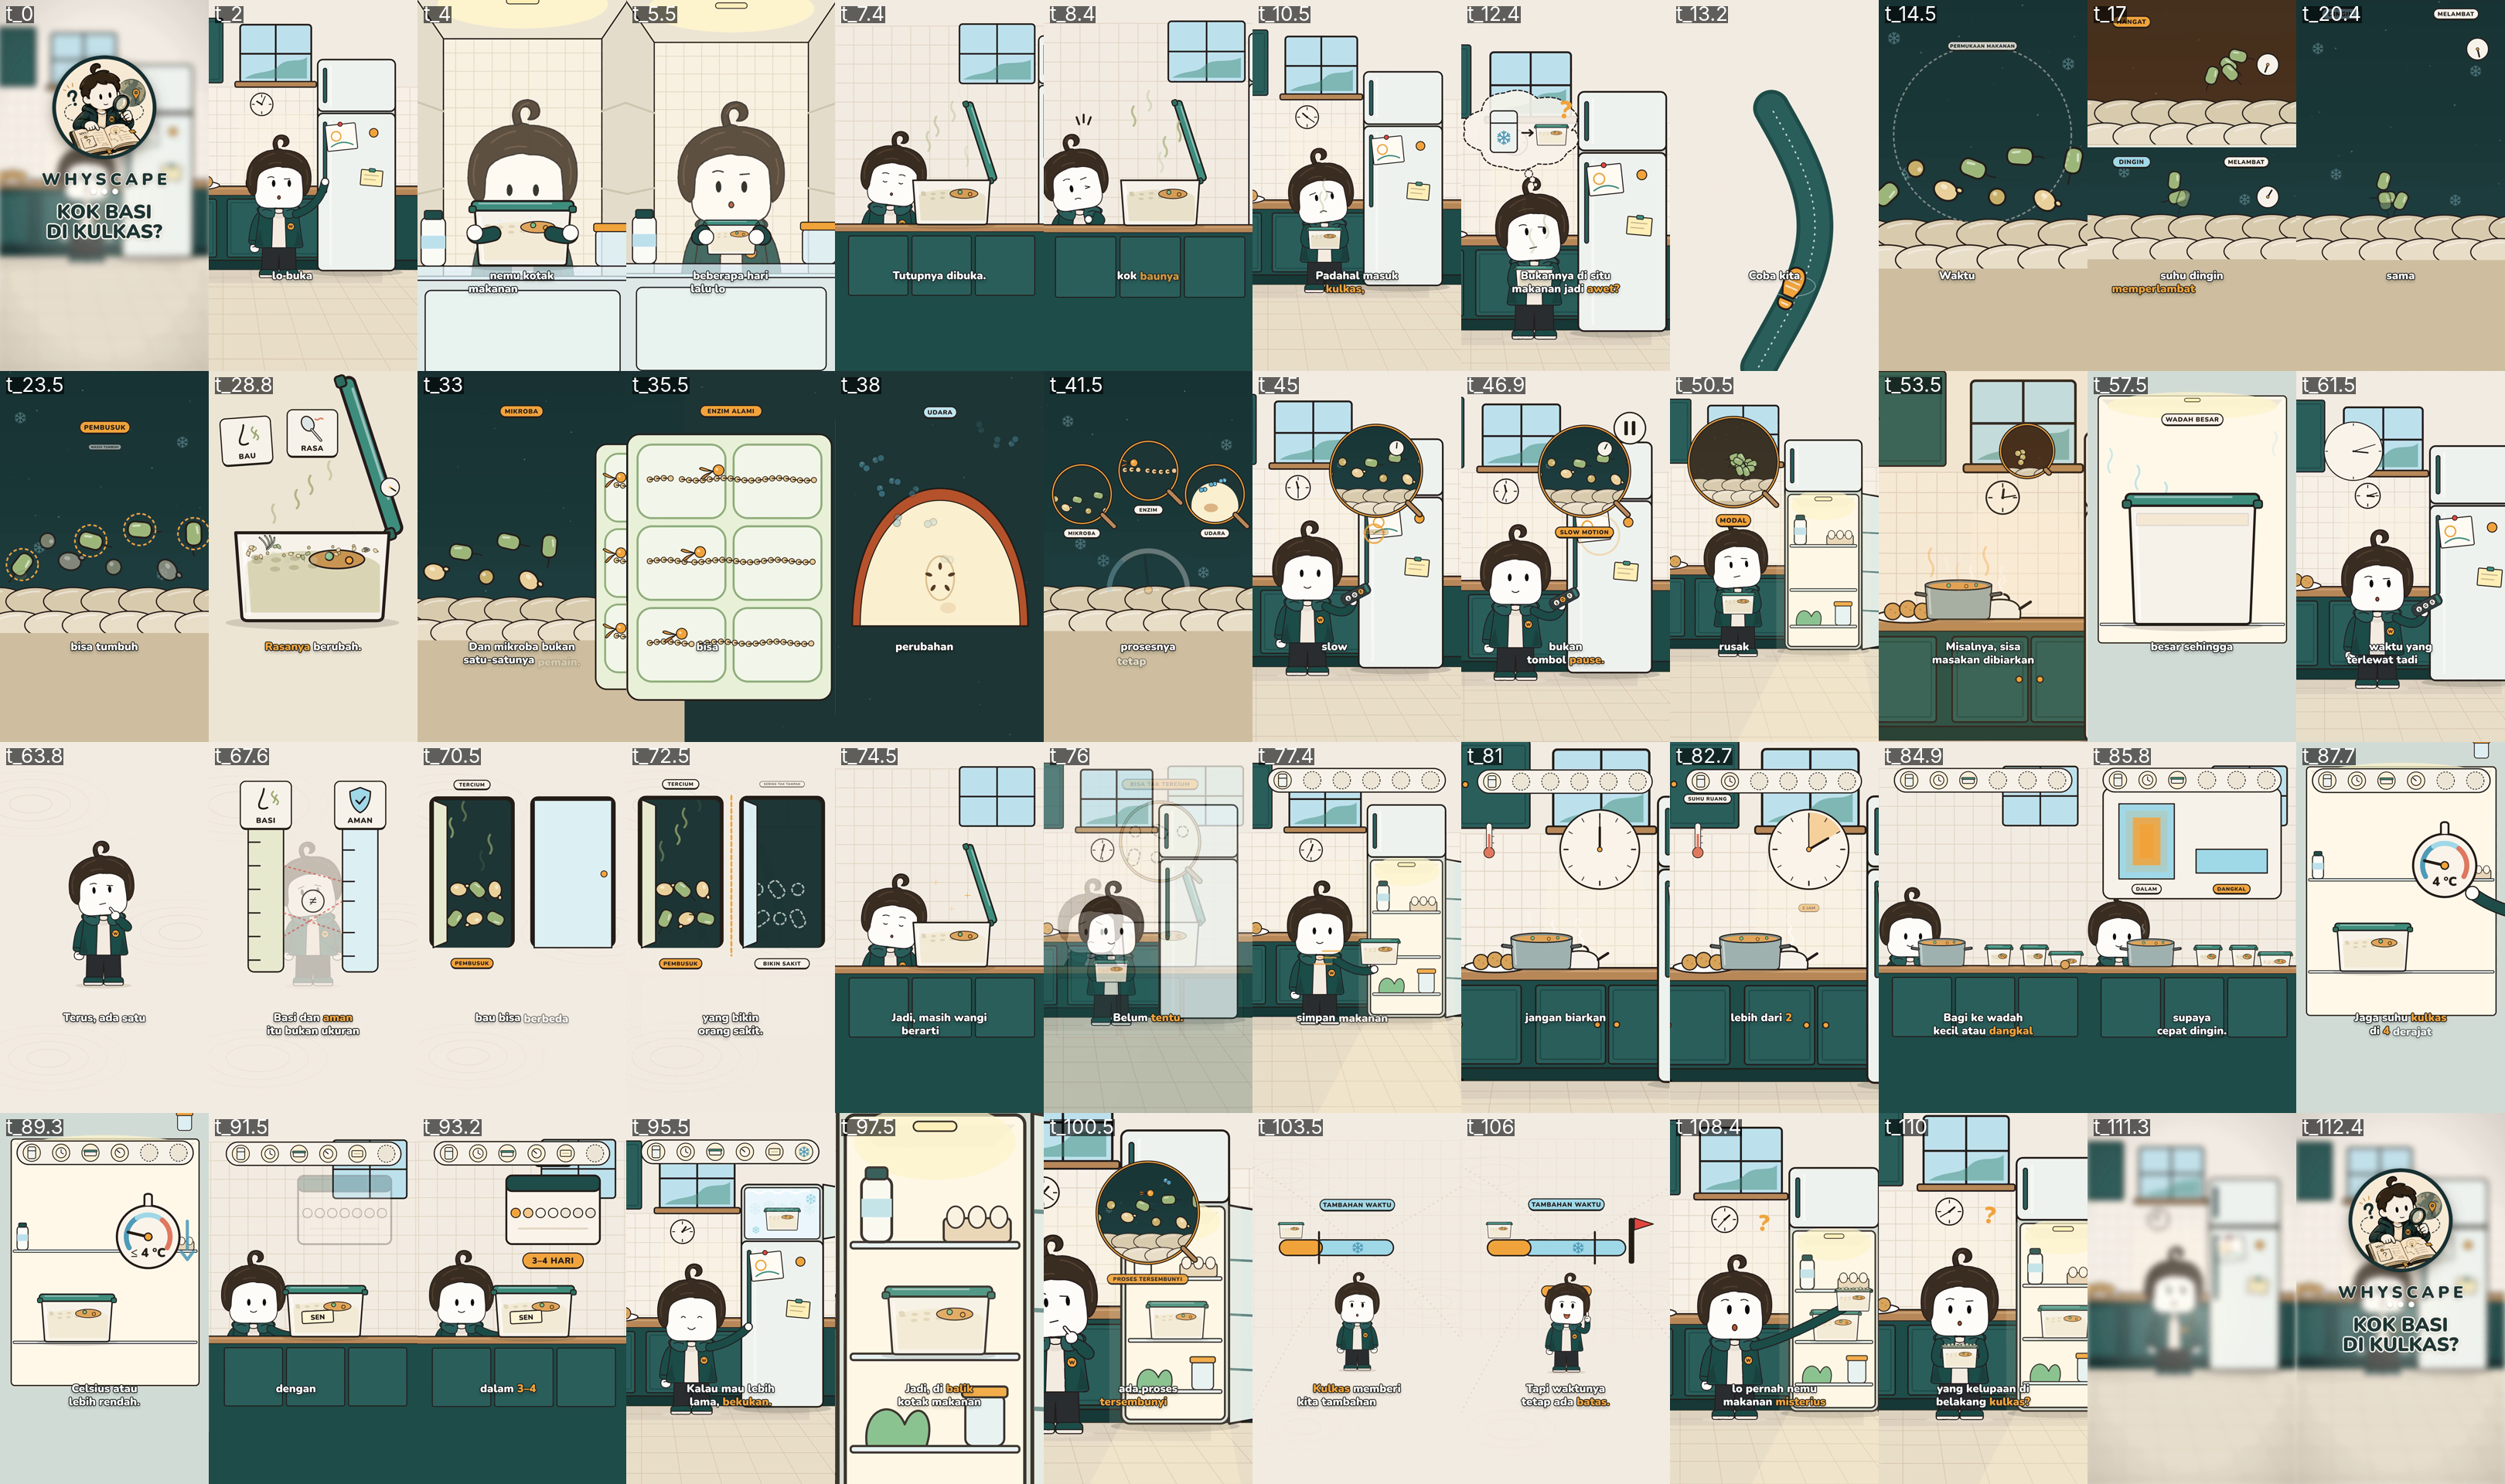 t_0
WHYSCAPE
KOK BASI
DI KULKAS?
t_2
lo buka
t_4
nemu kotak
makanan
t_5.5
beberapa hari
lalu lo
t_7.4
Tutupnya dibuka.
t_8.4
kok baunya
t_10.5
Padahal masuk
kulkas,
t_12.4
?
Bukannya di situ
makanan jadi awet?
t_13.2
Coba kita
t_14.5
PERMUKAAN MAKANAN
Waktu
t_17
HANGAT
DINGIN
MELAMBAT
suhu dingin
memperlambat
t_20.4
MELAMBAT
sama
t_23.5
PEMBUSUK
bisa tumbuh
t_28.8
BAU
RASA
Rasanya berubah.
t_33
MIKROBA
Dan mikroba bukan
satu-satunya pemain.
t_35.5
ENZIM ALAMI
bisa
t_38
UDARA
perubahan
t_41.5
MIKROBA
ENZIM
UDARA
prosesnya
tetap
t_45
slow
t_46.9
SLOW MOTION
bukan
tombol pause.
t_50.5
MODAL
rusak
t_53.5
Misalnya, sisa
masakan dibiarkan
t_57.5
WADAH BESAR
besar sehingga
t_61.5
waktu yang
terlewat tadi
t_63.8
Terus, ada satu
t_67.6
BASI
AMAN
≠
Basi dan aman
itu bukan ukuran
t_70.5
TERCIUM
PEMBUSUK
bau bisa berbeda
t_72.5
TERCIUM
PEMBUSUK
BIKIN SAKIT
yang bikin
orang sakit.
t_74.5
Jadi, masih wangi
berarti
t_76
BISA TAK TERCIUM
Belum tentu.
t_77.4
simpan makanan
t_81
jangan biarkan
t_82.7
SUHU RUANG
2 JAM
lebih dari 2
t_84.9
Bagi ke wadah
kecil atau dangkal
t_85.8
DALAM
DANGKAL
supaya
cepat dingin.
t_87.7
4 °C
Jaga suhu kulkas
di 4 derajat
t_89.3
≤ 4 °C
Celsius atau
lebih rendah.
t_91.5
SEN
dengan
t_93.2
3–4 HARI
SEN
dalam 3–4
t_95.5
Kalau mau lebih
lama, bekukan.
t_97.5
Jadi, di balik
kotak makanan
t_100.5
PROSES TERSEMBUNYI
ada proses
tersembunyi
t_103.5
TAMBAHAN WAKTU
Kulkas memberi
kita tambahan
t_106
TAMBAHAN WAKTU
Tapi waktunya
tetap ada batas.
t_108.4
?
lo pernah nemu
makanan misterius
t_110
?
yang kelupaan di
belakang kulkas?
t_111.3
t_112.4
WHYSCAPE
KOK BASI
DI KULKAS?